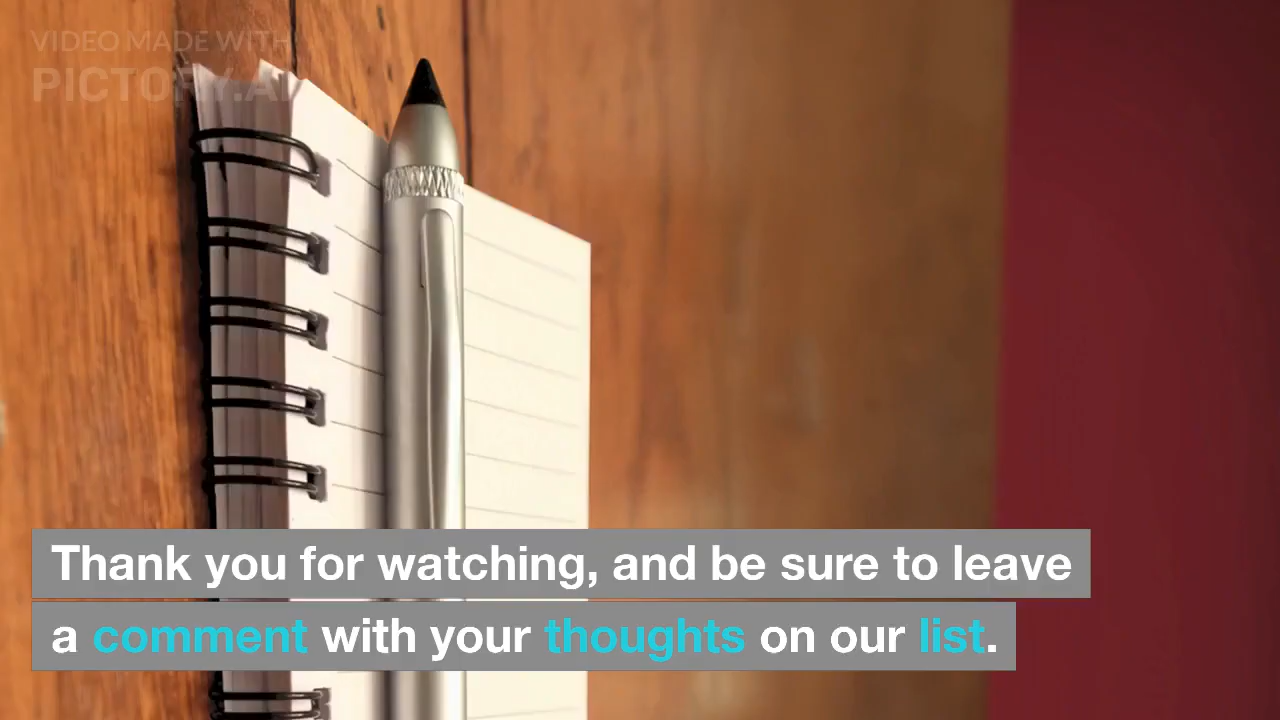 VIDEO MADE WITH
PICTORY.AI
Thank you for watching, and be sure to leave
a comment with your thoughts on our list.